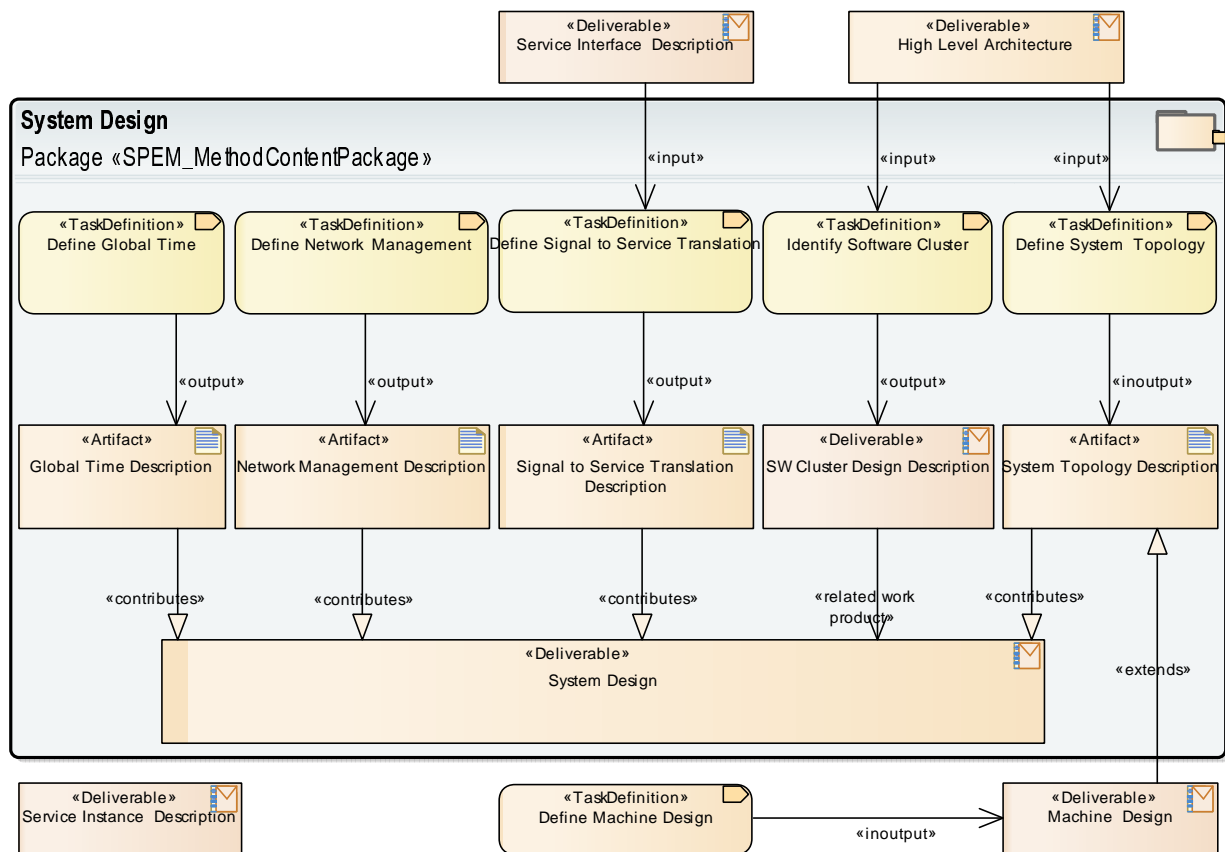 «Deliverable»
Service Interface Description
«Deliverable»
High Level Architecture
System Design
Package «SPEM_MethodContentPackage»
«input»
«input»
«input»
«TaskDefinition»
Define Global Time
«TaskDefinition»
Define Network Management
«TaskDefinition»
Define Signal to Service Translation
«TaskDefinition»
Identify Software Cluster
«TaskDefinition»
Define System Topology
«output»
«output»
«output»
«output»
«inoutput»
«Artifact»
Global Time Description
«Artifact»
Network Management Description
«Artifact»
Signal to Service Translation
Description
«Deliverable»
SW Cluster Design Description
«Artifact»
System Topology Description
«contributes»
«contributes»
«contributes»
«related work
product»
«contributes»
«Deliverable»
System Design
«extends»
«Deliverable»
Service Instance Description
«TaskDefinition»
Define Machine Design
«inoutput»
«Deliverable»
Machine Design